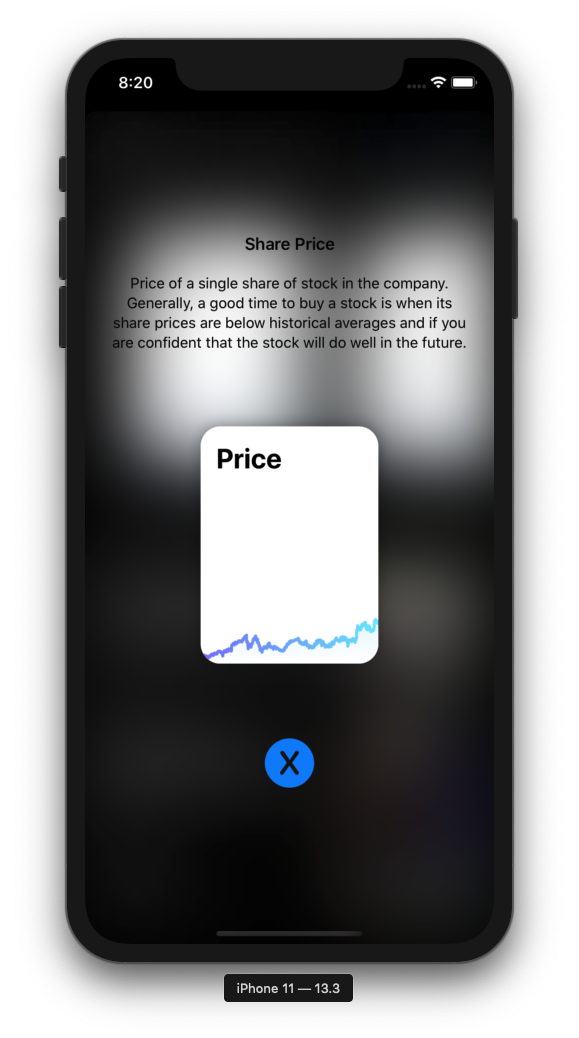 8:20
Share Price
Price of a single share of stock in the company.
Generally, a good time to buy a stock is when its
share prices are below historical averages and if you
are confident that the stock will do well in the future.
Price
X
iPhone 11 — 13.3